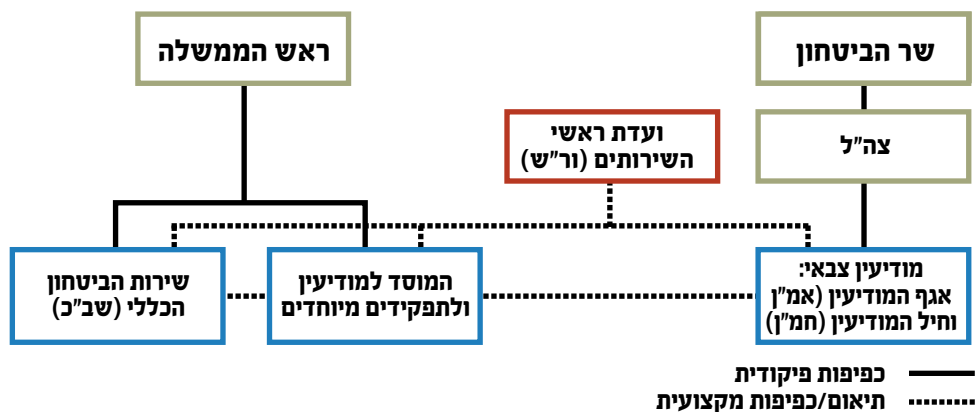 שר הביטחון
ראש הממשלה
צה"ל
ועדת ראשי
השירותים (ור"ש)
מודיעין צבאי:
אגף המודיעין (אמ"ן
וחיל המודיעין (חמ"ן)
המוסד למודיעין
ולתפקידים מיוחדים
שירות הביטחון
הכללי (שב"כ)
כפיפות פיקודית
תיאום/כפיפות מקצועית